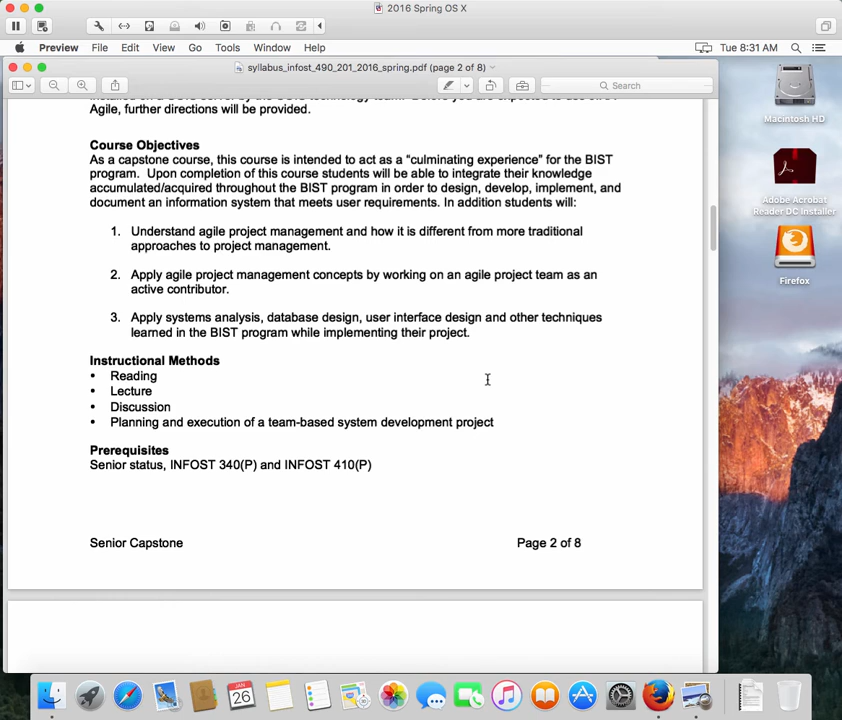 2016 Spring OS X
Preview File Edit View Go Tools Window Help Tue 8:31 AM
syllabus_infost_490_201_2016_spring.pdf (page 2 of 8)
Search
Agile, further directions will be provided.
Course Objectives
As a capstone course, this course is intended to act as a “culminating experience” for the BIST
program. Upon completion of this course students will be able to integrate their knowledge
accumulated/acquired throughout the BIST program in order to design, develop, implement, and
document an information system that meets user requirements. In addition students will:
1. Understand agile project management and how it is different from more traditional
approaches to project management.
2. Apply agile project management concepts by working on an agile project team as an
active contributor.
3. Apply systems analysis, database design, user interface design and other techniques
learned in the BIST program while implementing their project.
Instructional Methods
• Reading
• Lecture
• Discussion
• Planning and execution of a team-based system development project
Prerequisites
Senior status, INFOST 340(P) and INFOST 410(P)
Senior Capstone Page 2 of 8
Macintosh HD
Adobe Acrobat
Reader DC Installer
Firefox
JAN
26